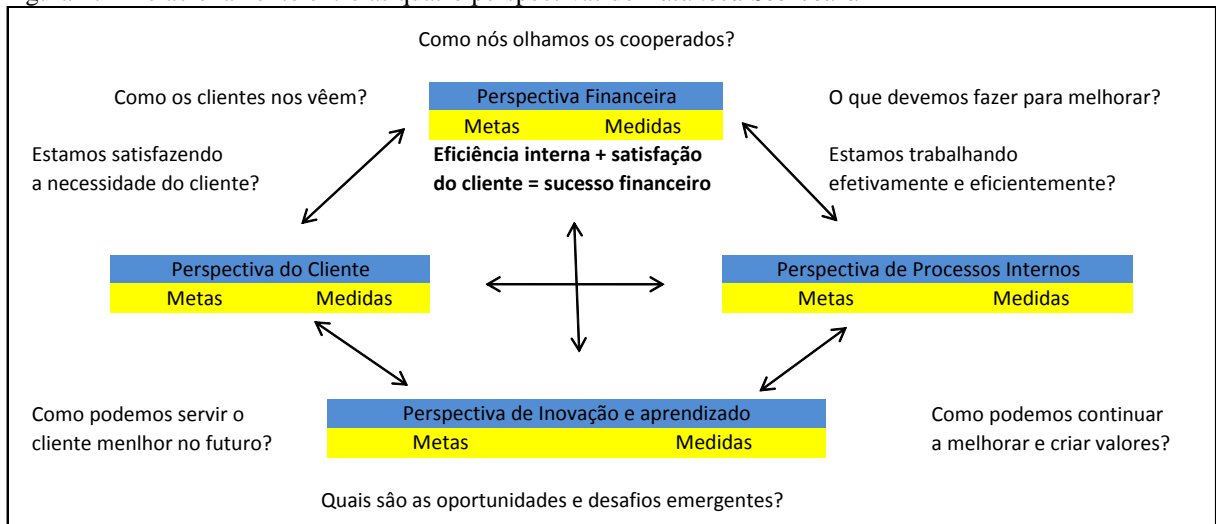 Como nós olhamos os cooperados?
Como os clientes nos vêem?
Perspectiva Financeira
O que devemos fazer para melhorar?
Metas Medidas
Estamos satisfazendo
a necessidade do cliente?
Eficiência interna + satisfação
do cliente = sucesso financeiro
Estamos trabalhando
efetivamente e eficientemente?
Perspectiva do Cliente
Metas Medidas
Perspectiva de Processos Internos
Metas Medidas
Como podemos servir o
cliente menlhor no futuro?
Perspectiva de Inovação e aprendizado
Metas Medidas
Como podemos continuar
a melhorar e criar valores?
Quais sâo as oportunidades e desafios emergentes?